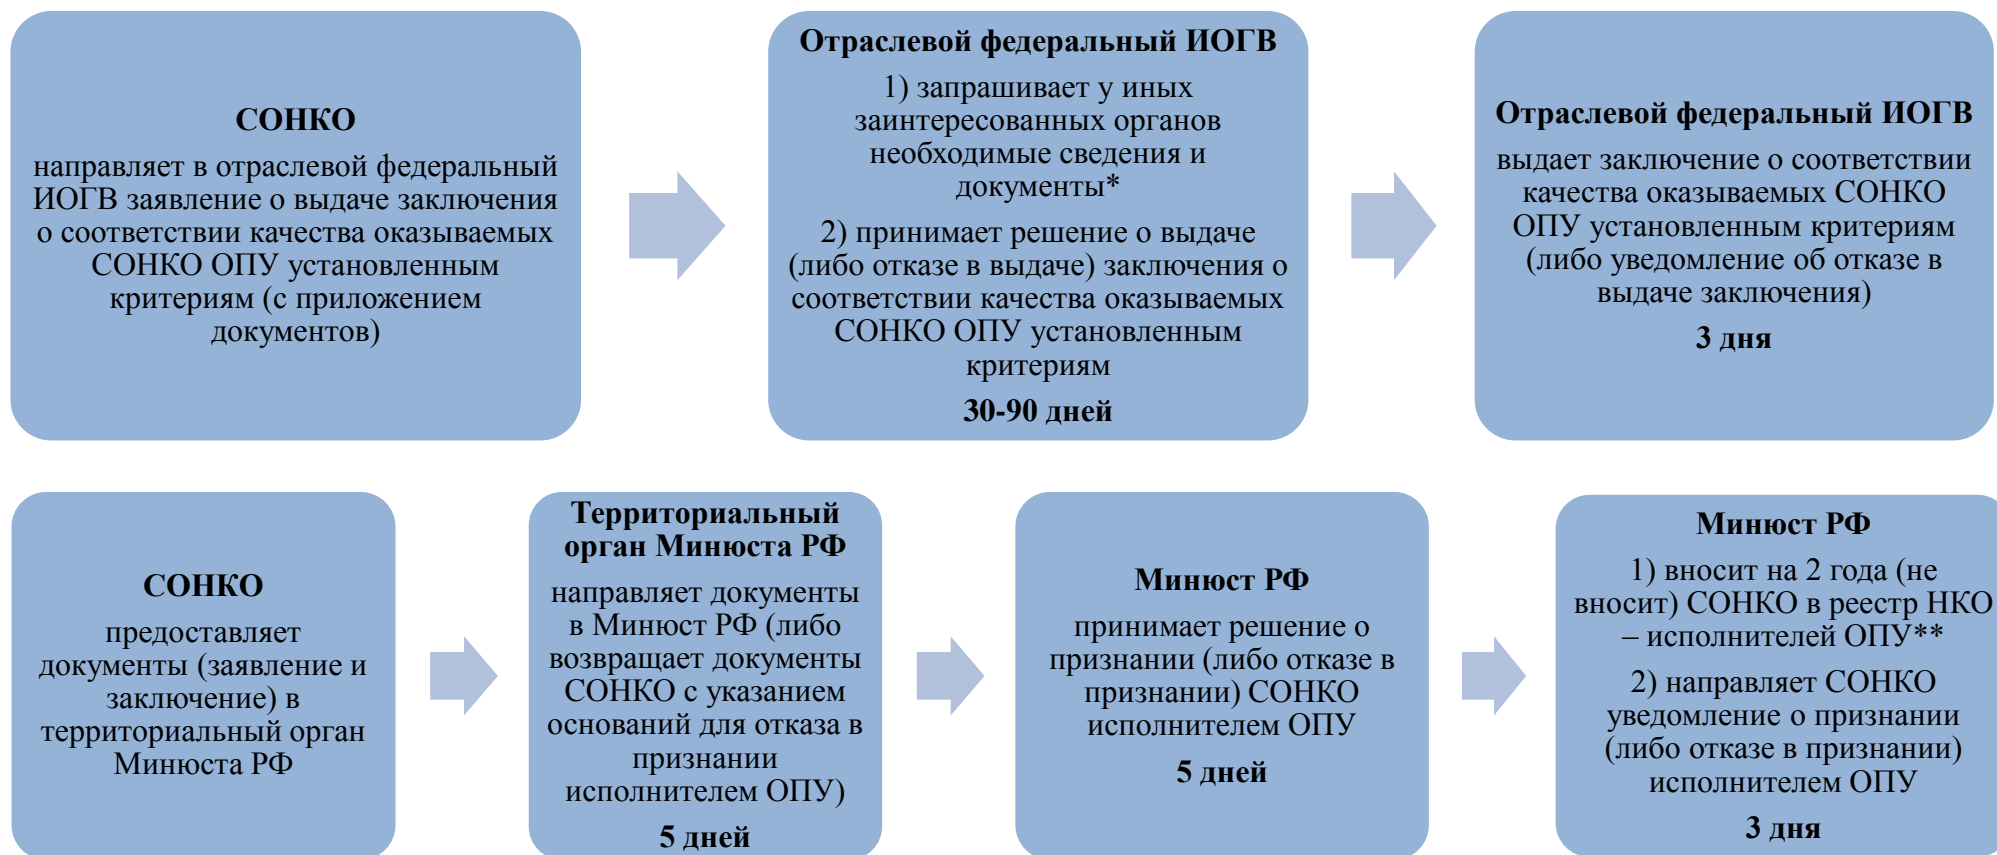 СОНКО
направляет в отраслевой федеральный
ИОГВ заявление о выдаче заключения
о соответствии качества оказываемых
СОНКО ОПУ установленным
критериям (с приложением
документов)
Отраслевой федеральный ИОГВ
1) запрашивает у иных
заинтересованных органов
необходимые сведения и
документы*
2) принимает решение о выдаче
(либо отказе в выдаче) заключения о
соответствии качества оказываемых
СОНКО ОПУ установленным
критериям
30-90 дней
Отраслевой федеральный ИОГВ
выдает заключение о соответствии
качества оказываемых СОНКО
ОПУ установленным критериям
(либо уведомление об отказе в
выдаче заключения)
3 дня
СОНКО
предоставляет
документы (заявление и
заключение) в
территориальный орган
Минюста РФ
Территориальный
орган Минюста РФ
направляет документы
в Минюст РФ (либо
возвращает документы
СОНКО с указанием
оснований для отказа в
признании
исполнителем ОПУ)
5 дней
Минюст РФ
принимает решение о
признании (либо отказе в
признании) СОНКО
исполнителем ОПУ
5 дней
Минюст РФ
1) вносит на 2 года (не
вносит) СОНКО в реестр НКО
– исполнителей ОПУ**
2) направляет СОНКО
уведомление о признании
(либо отказе в признании)
исполнителем ОПУ
3 дня